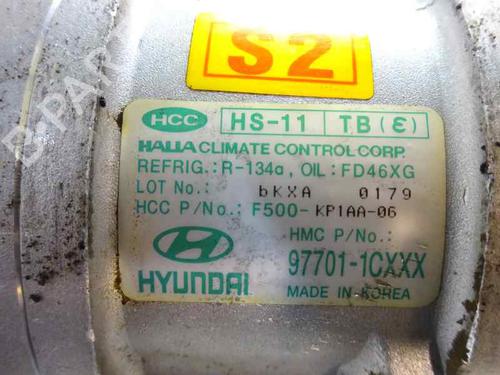 S2
HCC HS-11 T.B(ε)
HALLA CLIMATE CONTROL CORP.
REFRIG.: R-134a, OIL: FD46XG
LOT No.: bKXA 0179
HCC P/No.: F500-KP1AA-06
HMC P/No.:
HYUNDAI 97701-1CXXX
MADE IN KOREA